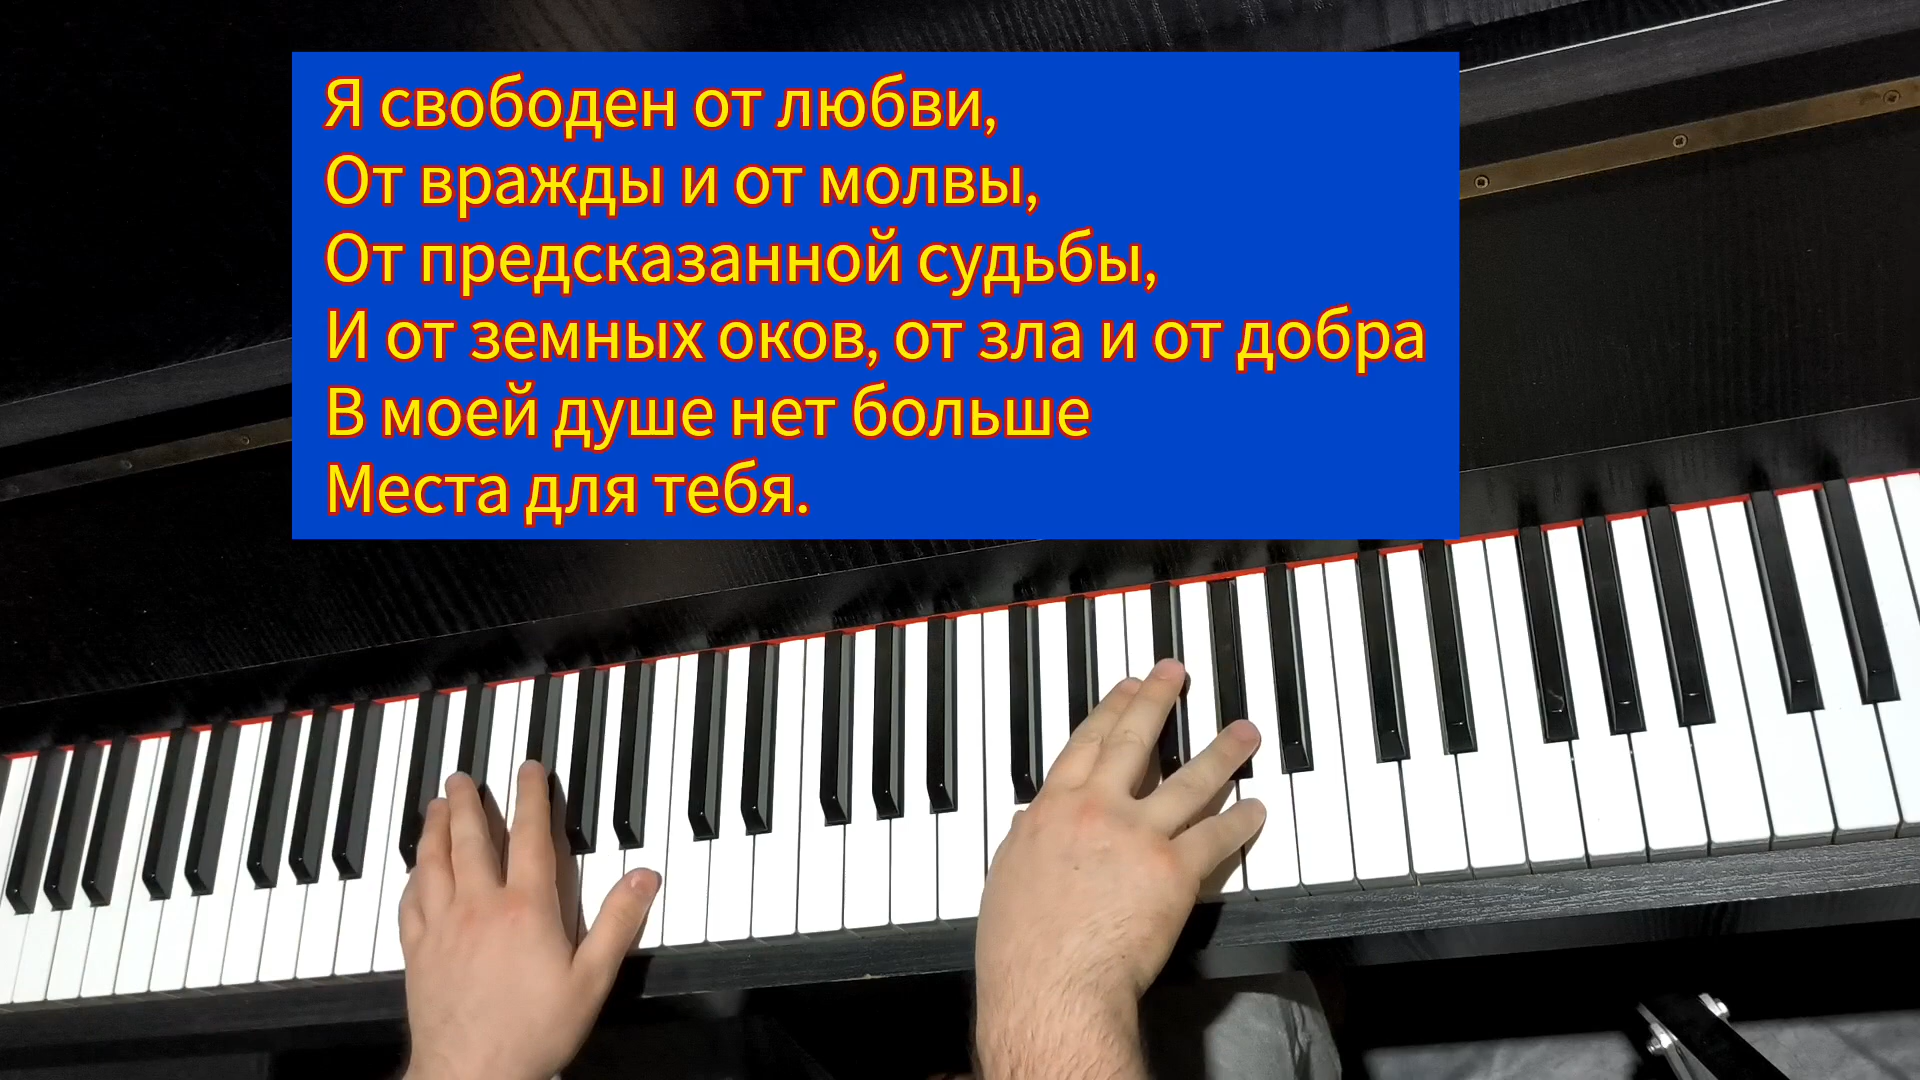 Я свободен от любви,
От вражды и от молвы,
От предсказанной судьбы,
И от земных оков, от зла и от добра
В моей душе нет больше
Места для тебя.